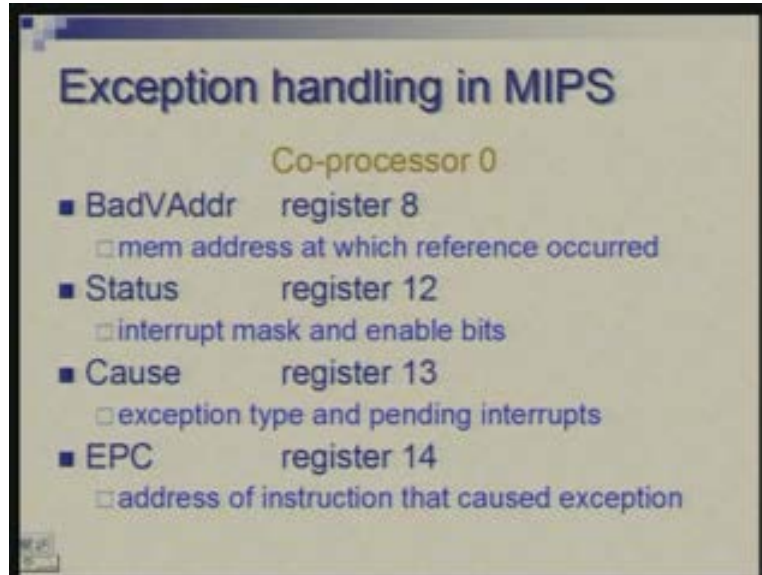 Exception handling in MIPS
Co-processor 0
BadVAddr register 8
mem address at which reference occurred
Status register 12
interrupt mask and enable bits
Cause register 13
exception type and pending interrupts
EPC register 14
address of instruction that caused exception